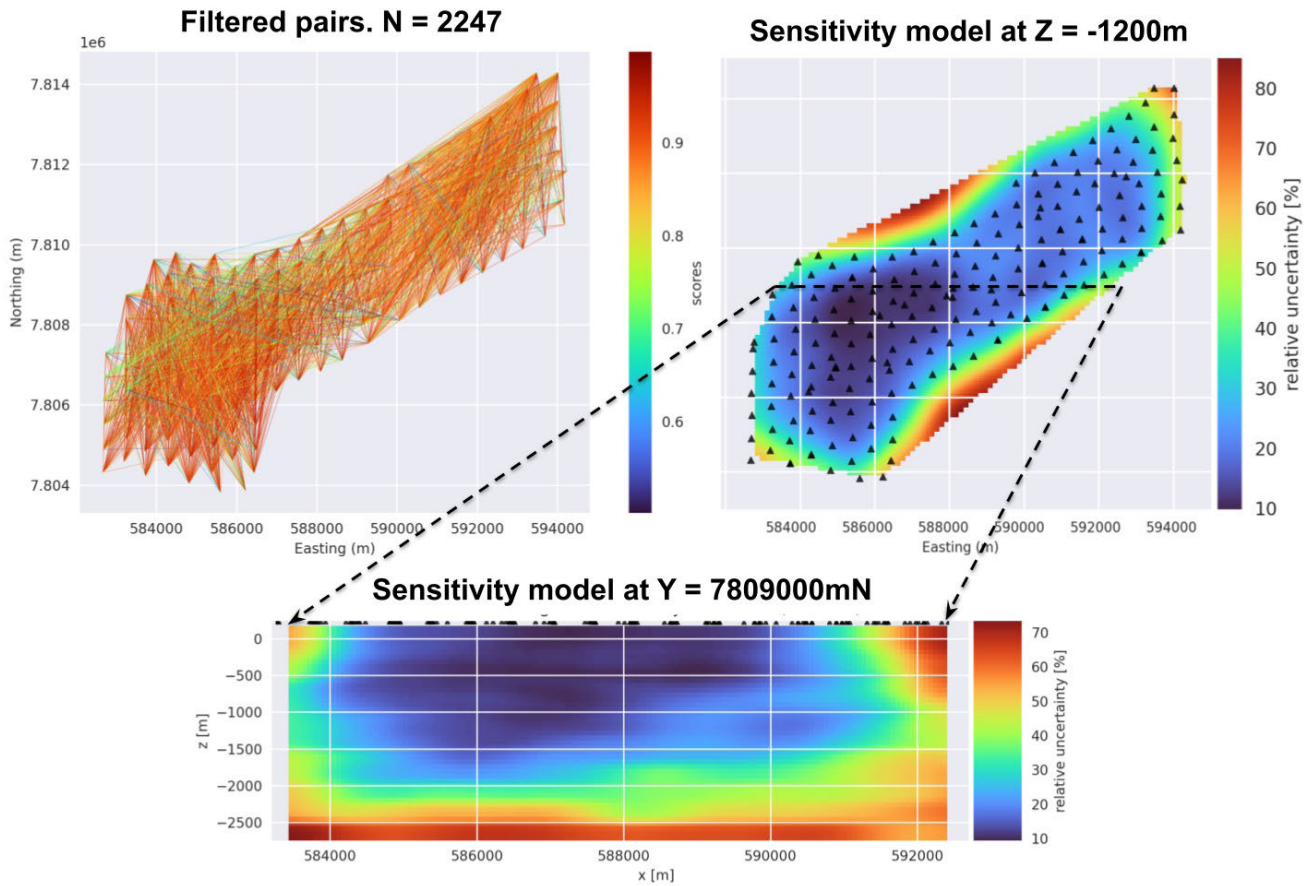 Filtered pairs. N = 2247
1e6
7.814
7.812
7.810
7.808
7.806
7.804
Northing (m)
584000 586000 588000 590000 592000 594000
Easting (m)
0.9
0.8
0.7
0.6
scores
Sensitivity model at Z = -1200m
584000 586000 588000 590000 592000 594000
Easting (m)
80
70
60
50
40
30
20
10
relative uncertainty [%]
Sensitivity model at Y = 7809000mN
0
−500
−1000
−1500
−2000
−2500
z [m]
584000 586000 588000 590000 592000
x [m]
70
60
50
40
30
20
10
relative uncertainty [%]